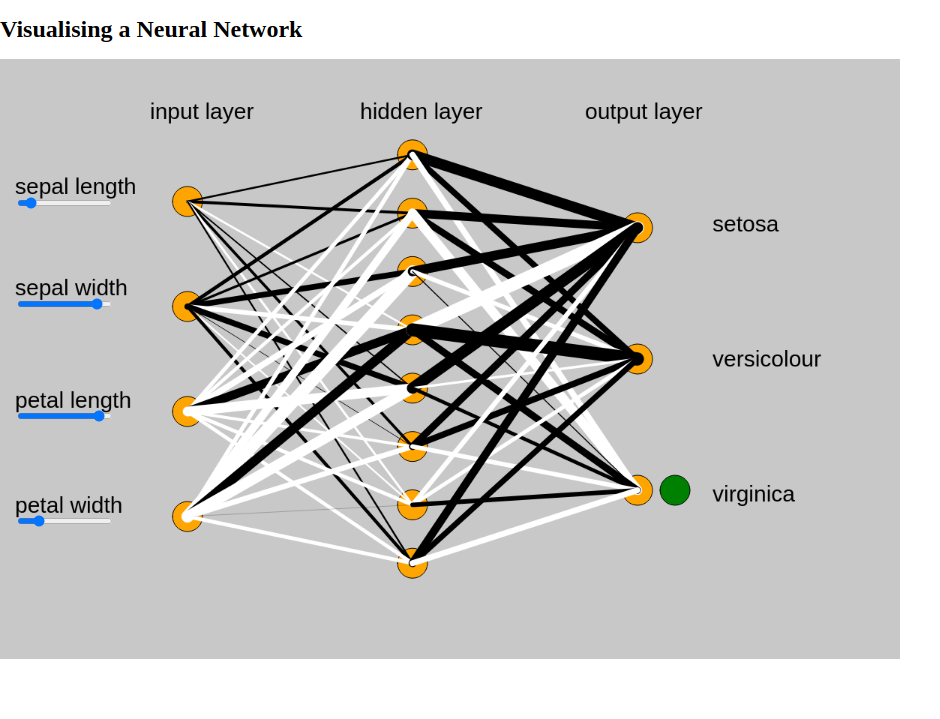 Visualising a Neural Network
input layer
hidden layer
output layer
sepal length
setosa
sepal width
versicolour
petal length
virginica
petal width